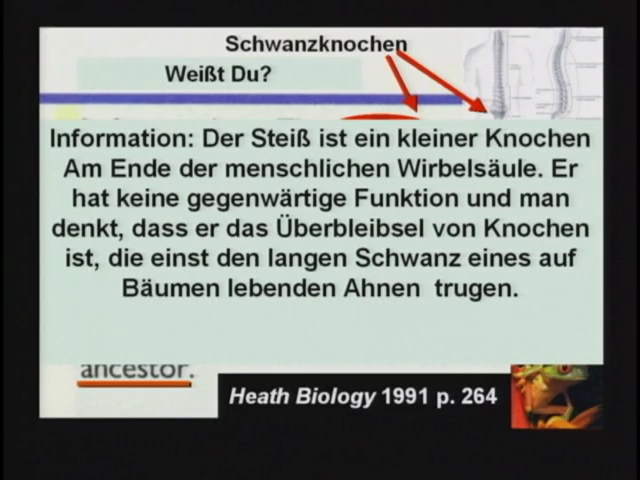 Schwanzknochen
Weißt Du?
Information: Der Steiß ist ein kleiner Knochen
Am Ende der menschlichen Wirbelsäule. Er
hat keine gegenwärtige Funktion und man
denkt, dass er das Überbleibsel von Knochen
ist, die einst den langen Schwanz eines auf
Bäumen lebenden Ahnen trugen.
ancestor.
Heath Biology 1991 p. 264